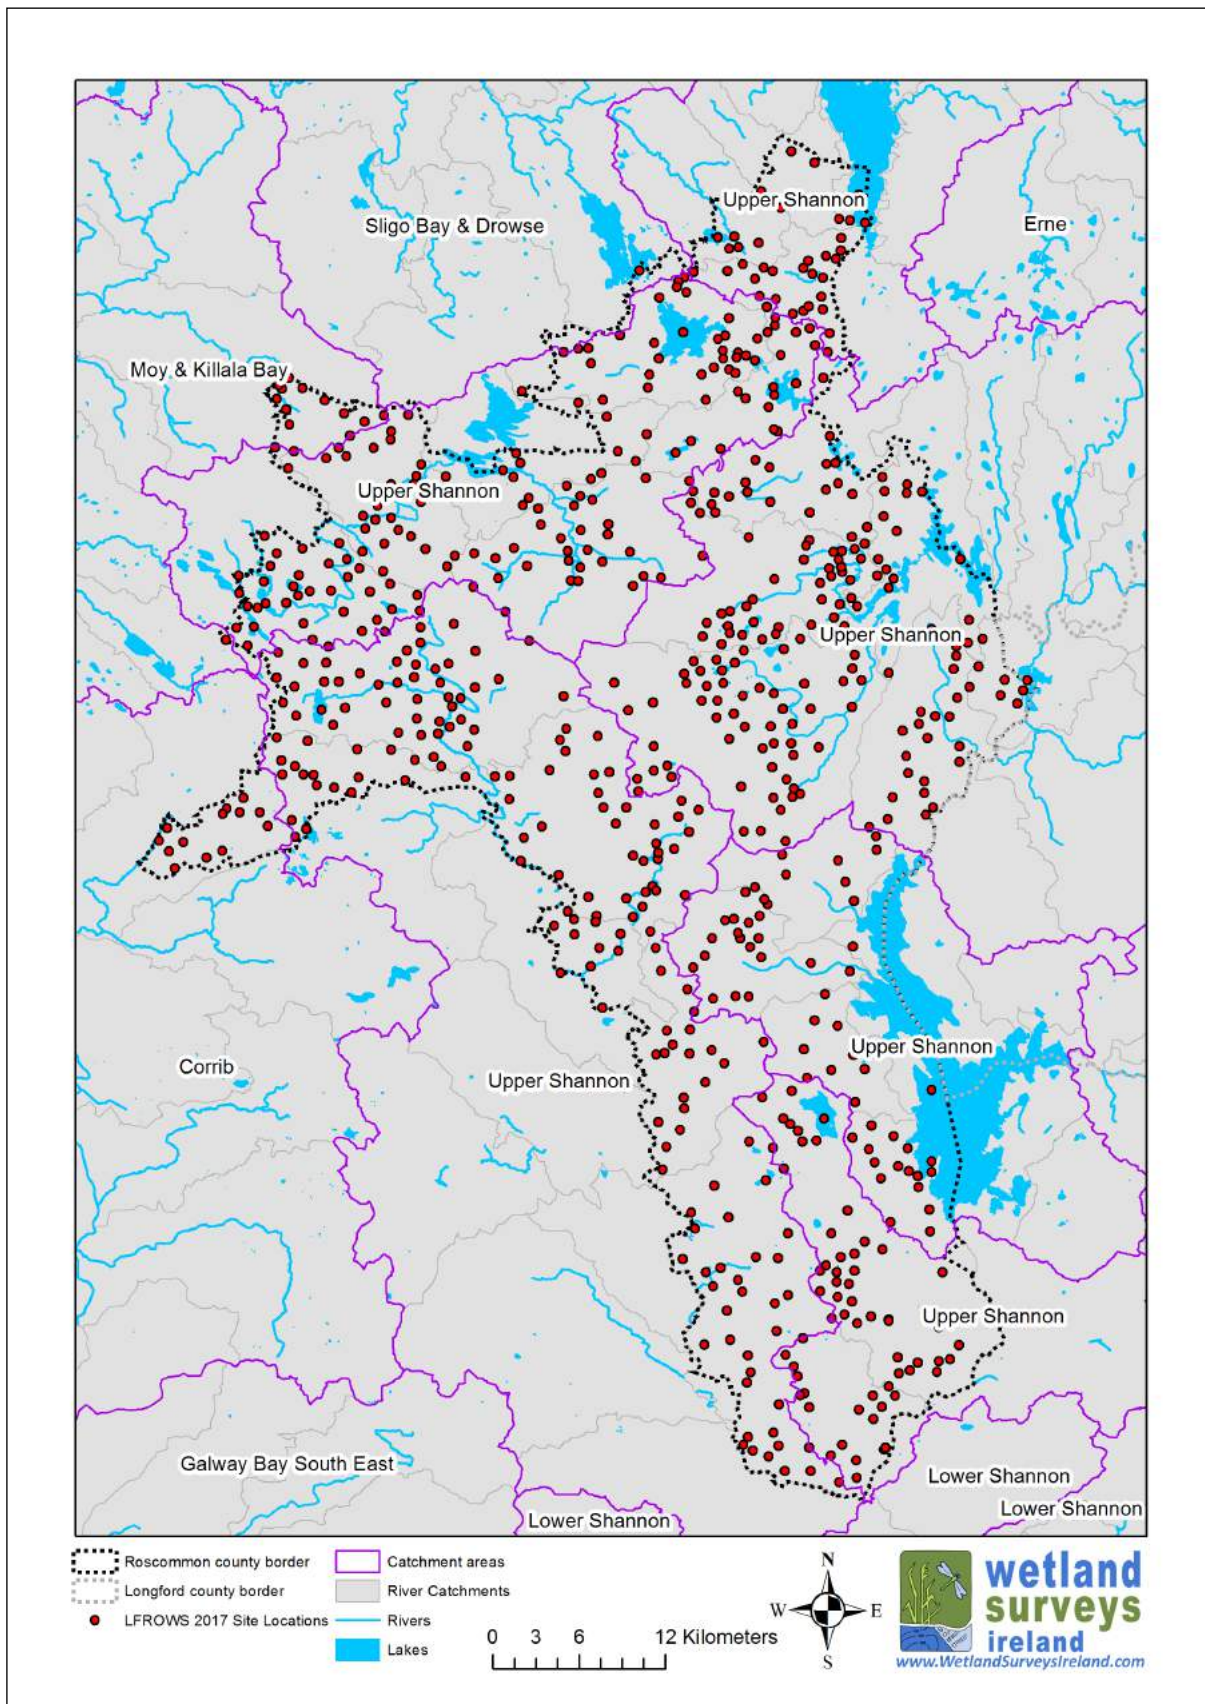 Upper Shannon
Sligo Bay & Drowse
Erne
Moy & Killala Bay
Upper Shannon
Upper Shannon
Upper Shannon
Upper Shannon
Corrib
Upper Shannon
Upper Shannon
Galway Bay South East
Lower Shannon
Lower Shannon
Lower Shannon
Roscommon county border
Longford county border
LFROWS 2017 Site Locations
Catchment areas
River Catchments
Rivers
Lakes
0 3 6 12 Kilometers
N
W E
S
wetland
surveys
ireland
www.WetlandSurveysIreland.com